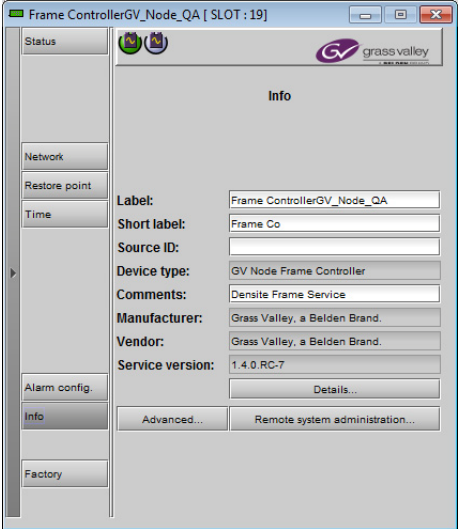 Frame ControllerGV_Node_QA [ SLOT : 19]
Status
grass valley
Info
Network
Restore point
Time
Label: Frame ControllerGV_Node_QA
Short label: Frame Co
Source ID:
Device type: GV Node Frame Controller
Comments: Densite Frame Service
Manufacturer: Grass Valley, a Belden Brand.
Vendor: Grass Valley, a Belden Brand.
Service version: 1.4.0.RC-7
Details...
Alarm config.
Info
Advanced... Remote system administration...
Factory